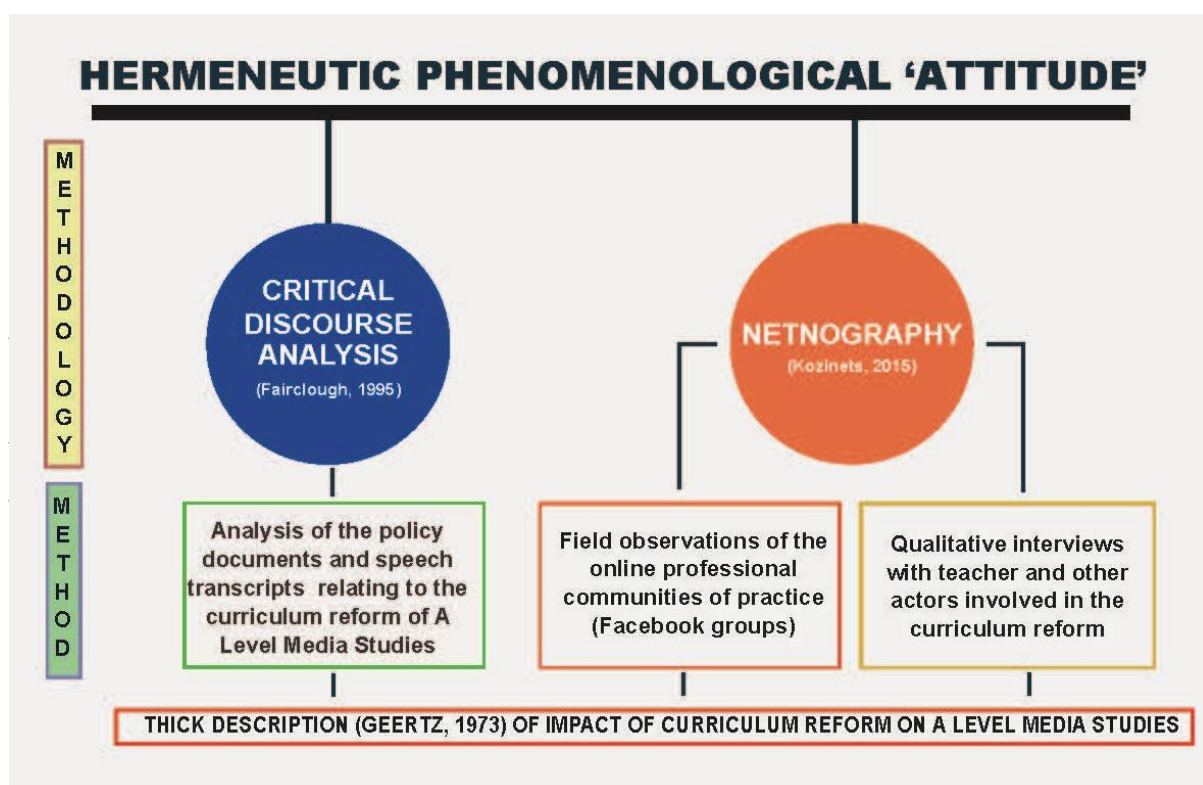 HERMENEUTIC PHENOMENOLOGICAL ‘ATTITUDE’
METHODOLOGY
CRITICAL
DISCOURSE
ANALYSIS
(Fairclough, 1995)
NETNOGRAPHY
(Kozinets, 2015)
METHOD
Analysis of the policy
documents and speech
transcripts relating to the
curriculum reform of A
Level Media Studies
Field observations of the
online professional
communities of practice
(Facebook groups)
Qualitative interviews
with teacher and other
actors involved in the
curriculum reform
THICK DESCRIPTION (GEERTZ, 1973) OF IMPACT OF CURRICULUM REFORM ON A LEVEL MEDIA STUDIES